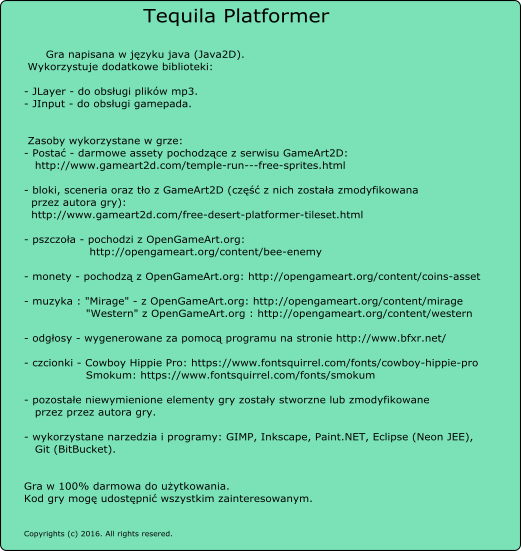 Tequila Platformer
Gra napisana w języku java (Java2D).
Wykorzystuje dodatkowe biblioteki:
- JLayer - do obsługi plików mp3.
- JInput - do obsługi gamepada.
Zasoby wykorzystane w grze:
- Postać - darmowe assety pochodzące z serwisu GameArt2D:
http://www.gameart2d.com/temple-run---free-sprites.html
- bloki, sceneria oraz tło z GameArt2D (część z nich została zmodyfikowana
przez autora gry):
http://www.gameart2d.com/free-desert-platformer-tileset.html
- pszczoła - pochodzi z OpenGameArt.org:
http://opengameart.org/content/bee-enemy
- monety - pochodzą z OpenGameArt.org: http://opengameart.org/content/coins-asset
- muzyka : "Mirage" - z OpenGameArt.org: http://opengameart.org/content/mirage
"Western" z OpenGameArt.org : http://opengameart.org/content/western
- odgłosy - wygenerowane za pomocą programu na stronie http://www.bfxr.net/
- czcionki - Cowboy Hippie Pro: https://www.fontsquirrel.com/fonts/cowboy-hippie-pro
Smokum: https://www.fontsquirrel.com/fonts/smokum
- pozostałe niewymienione elementy gry zostały stworzne lub zmodyfikowane
przez przez autora gry.
- wykorzystane narzedzia i programy: GIMP, Inkscape, Paint.NET, Eclipse (Neon JEE),
Git (BitBucket).
Gra w 100% darmowa do użytkowania.
Kod gry mogę udostępnić wszystkim zainteresowanym.
Copyrights (c) 2016. All rights resered.